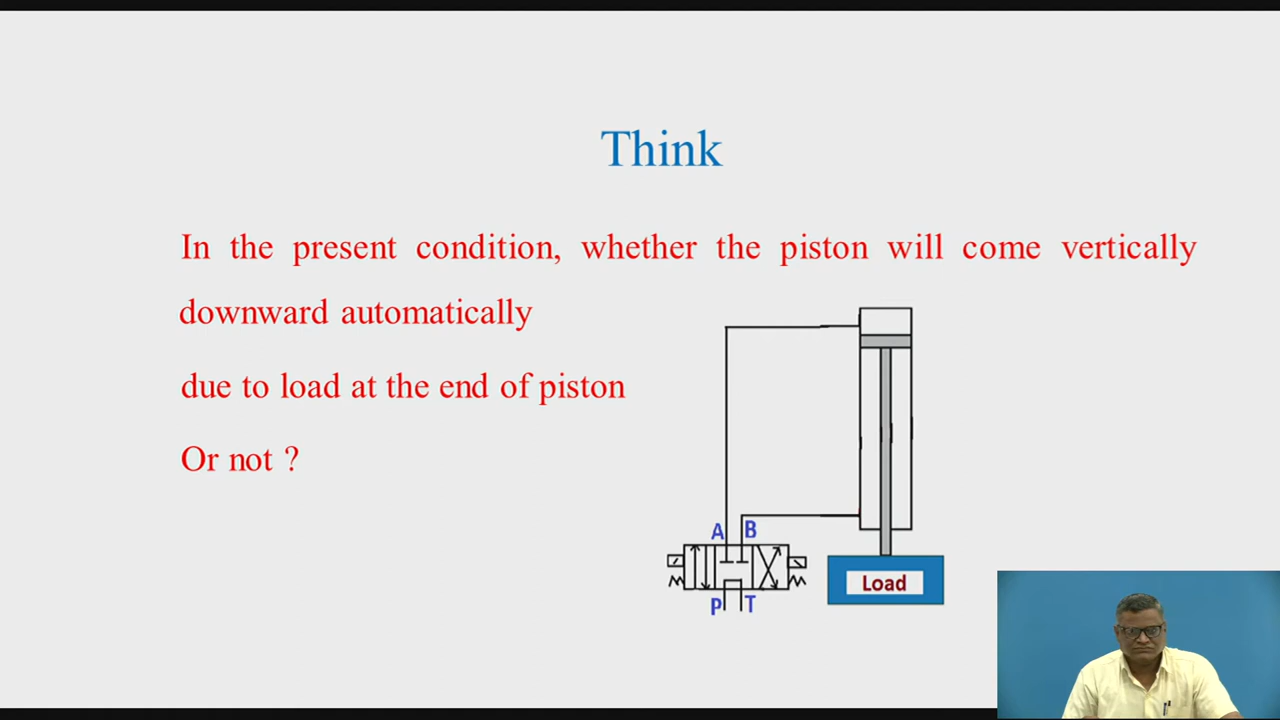 Think
In the present condition, whether the piston will come vertically
downward automatically
due to load at the end of piston
Or not ?
A B
P T
Load